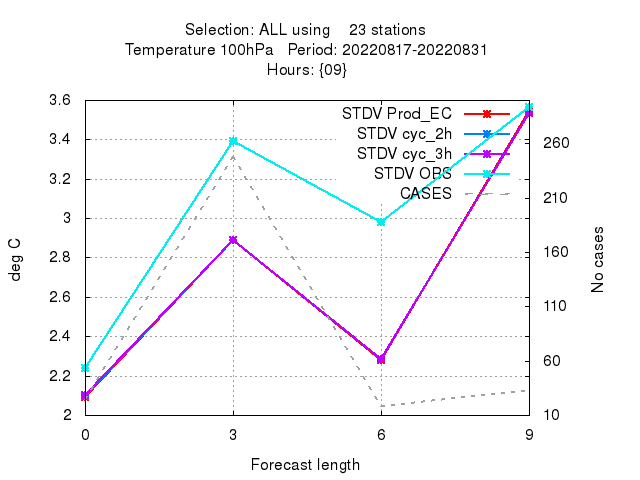 Selection: ALL using 23 stations
Temperature 100hPa Period: 20220817-20220831
Hours: {09}
3.6
3.4
3.2
3
2.8
2.6
2.4
2.2
2
deg C
STDV Prod_EC
STDV cyc_2h
STDV cyc_3h
STDV OBS
CASES
260
210
160
110
60
10
No cases
0 3 6 9
Forecast length